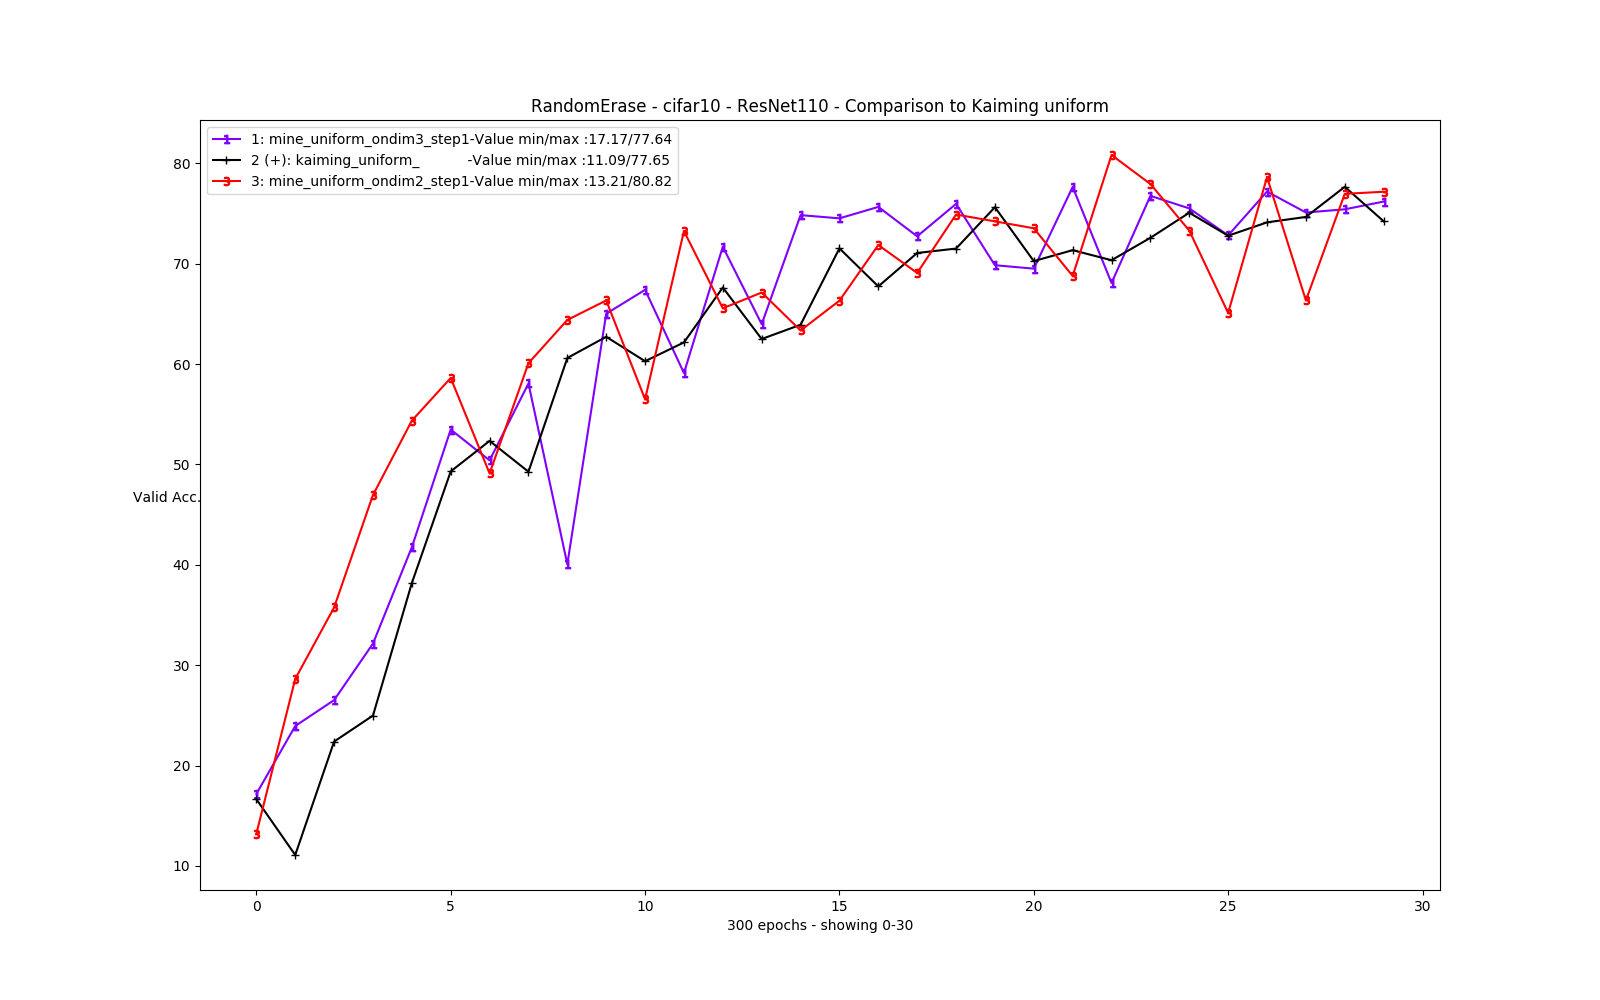 RandomErase - cifar10 - ResNet110 - Comparison to Kaiming uniform
1: mine_uniform_ondim3_step1-Value min/max :17.17/77.64
2 (+): kaiming_uniform_           -Value min/max :11.09/77.65
3: mine_uniform_ondim2_step1-Value min/max :13.21/80.82
80
70
60
50
Valid Acc.
40
30
20
10
0 5 10 15 20 25 30
300 epochs - showing 0-30